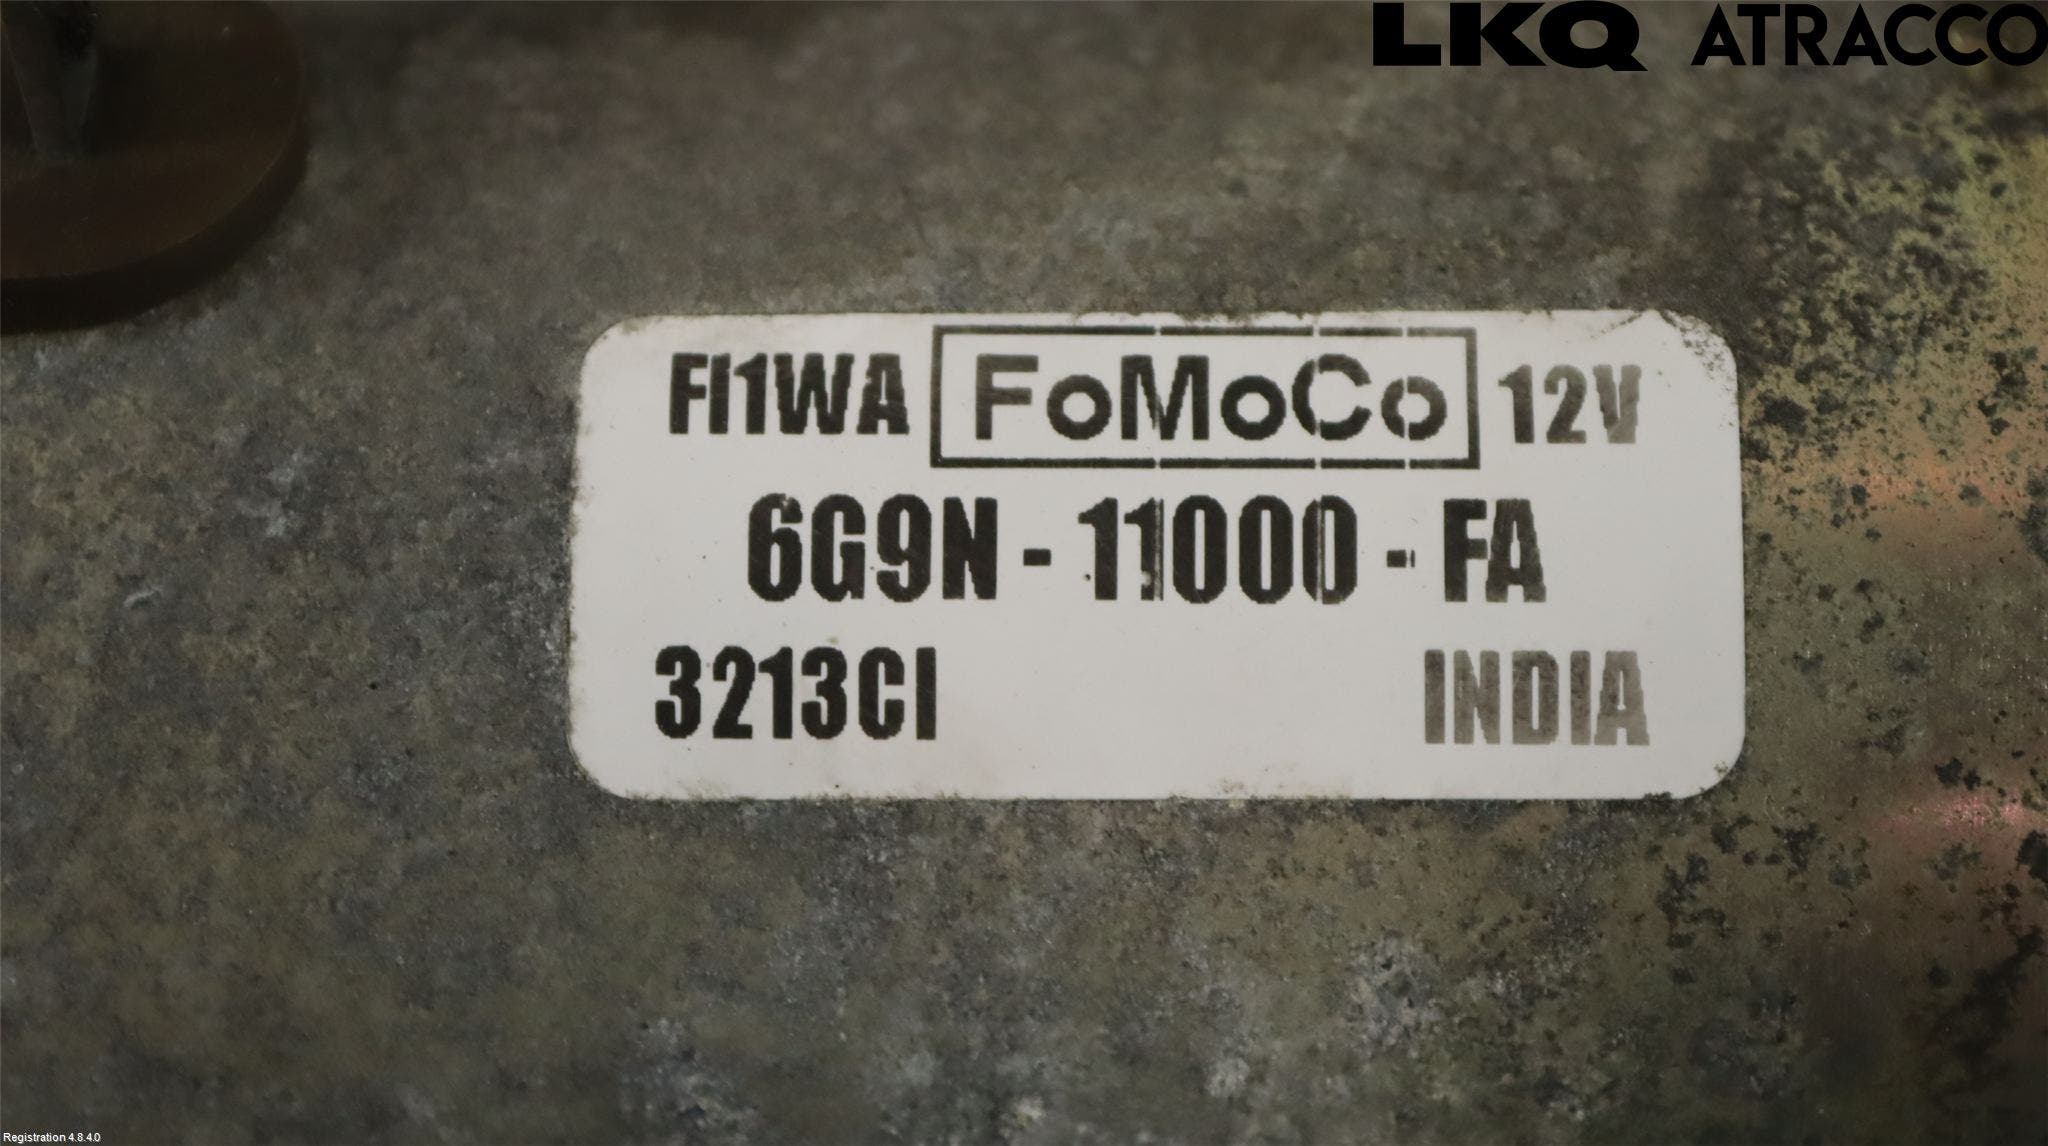 LKQ ATRACCO
FI1WA FoMoCo 12V
6G9N - 11000 - FA
3213CI INDIA
Registration 4.8.4.0